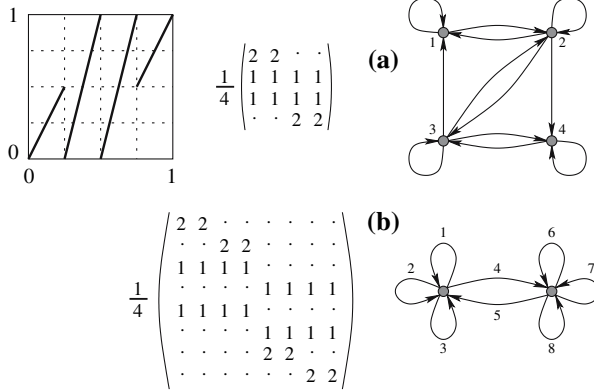 1
0
0 1
1/4
2 2 · ·
1 1 1 1
1 1 1 1
· · 2 2
(a)
1 2
3 4
1/4
2 2 · · · · · ·
· · 2 2 · · · ·
1 1 1 1 · · · ·
· · · · 1 1 1 1
1 1 1 1 · · · ·
· · · · 1 1 1 1
· · · · 2 2 · ·
· · · · · · 2 2
(b)
1 6
2 4 7
5
3 8